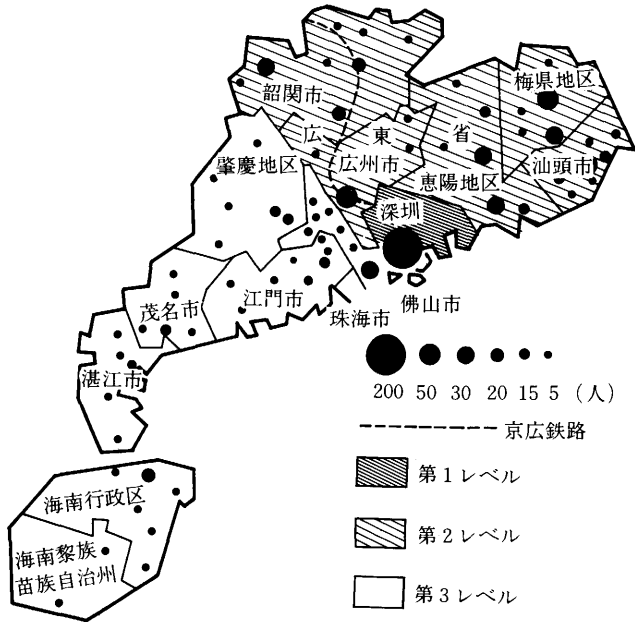 梅県地区
韶関市
広
東
省
肇慶地区
広州市
恵陽地区
汕頭市
深圳
茂名市
江門市
珠海市
佛山市
湛江市
200 50 30 20 15 5 (人)
京広鉄路
第1レベル
第2レベル
第3レベル
海南行政区
海南黎族
苗族自治州